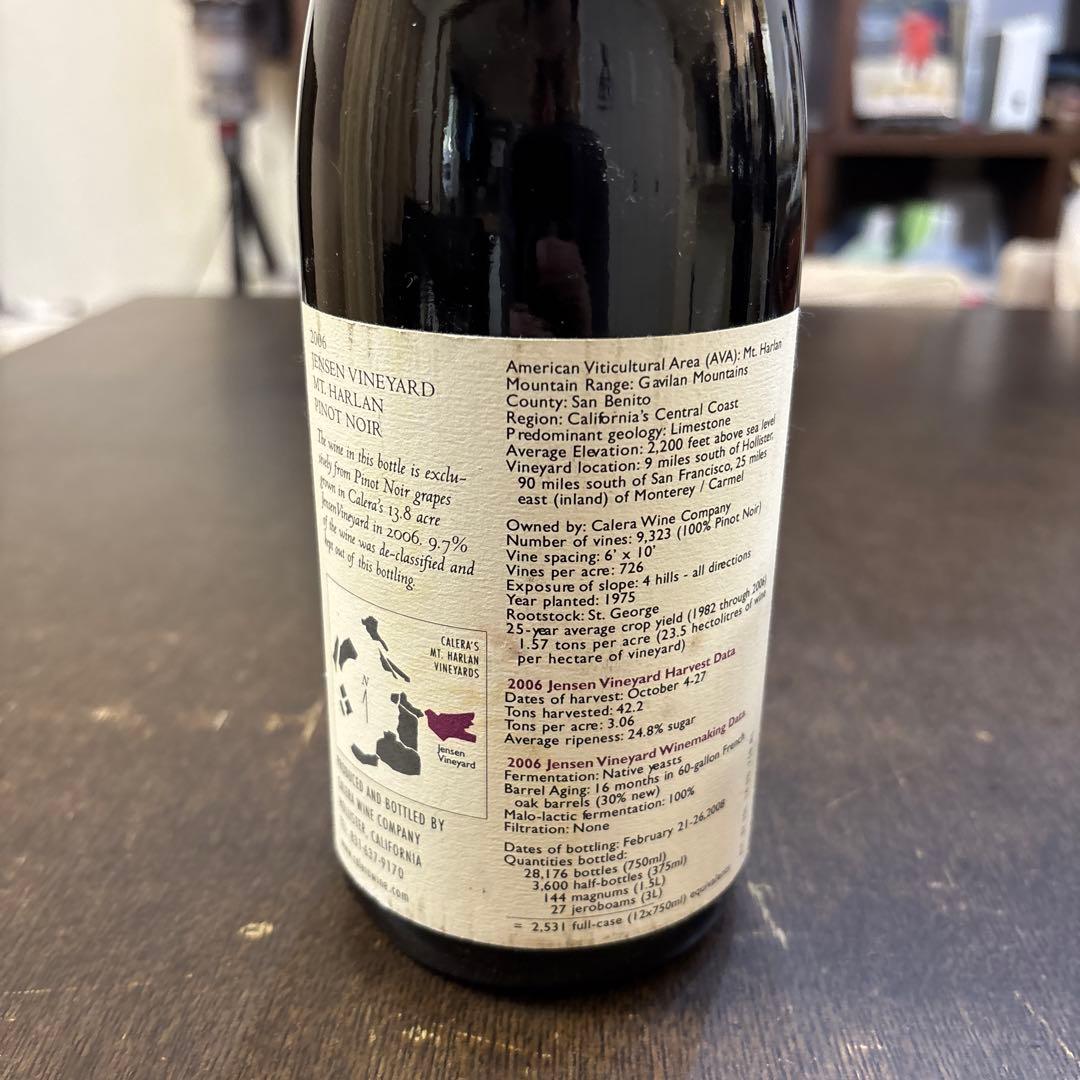 2006
JENSEN VINEYARD
MT. HARLAN
PINOT NOIR
The wine in this bottle is exclu-
sively from Pinot Noir grapes
grown in Calera's 13.8 acre
Jensen Vineyard in 2006. 9.7%
of the wine was de-classified and
kept out of this bottling.
CALERA'S
MT. HARLAN
VINEYARDS
N
Jensen
Vineyard
PRODUCED AND BOTTLED BY
CALERA WINE COMPANY
HOLLISTER, CALIFORNIA
831-637-9170
www.calerawine.com
American Viticultural Area (AVA): Mt. Harlan
Mountain Range: Gavilan Mountains
County: San Benito
Region: California's Central Coast
Predominant geology: Limestone
Average Elevation: 2,200 feet above sea level
Vineyard location: 9 miles south of Hollister,
90 miles south of San Francisco, 25 miles
east (inland) of Monterey / Carmel
Owned by: Calera Wine Company
Number of vines: 9,323 (100% Pinot Noir)
Vine spacing: 6' x 10'
Vines per acre: 726
Exposure of slope: 4 hills - all directions
Year planted: 1975
Rootstock: St. George
25-year average crop yield (1982 through 2006)
1.57 tons per acre (23.5 hectolitres of wine
per hectare of vineyard)
2006 Jensen Vineyard Harvest Data
Dates of harvest: October 4-27
Tons harvested: 42.2
Tons per acre: 3.06
Average ripeness: 24.8% sugar
2006 Jensen Vineyard Winemaking Data
Fermentation: Native yeasts
Barrel Aging: 16 months in 60-gallon French
oak barrels (30% new)
Malo-lactic fermentation: 100%
Filtration: None
Dates of bottling: February 21-26,2008
Quantities bottled:
28,176 bottles (750ml)
3,600 half-bottles (375ml)
144 magnums (1.5L)
27 jeroboams (3L)
= 2,531 full-case (12x750ml) equivalents